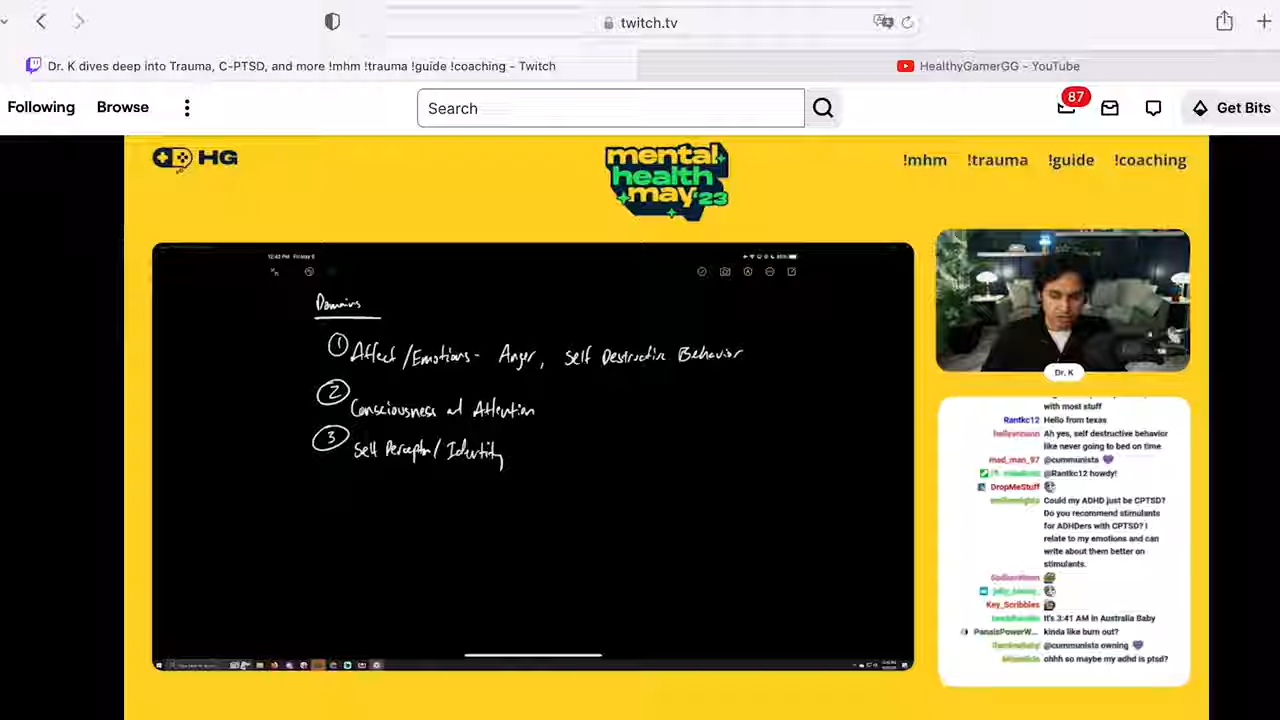 twitch.tv
Dr. K dives deep into Trauma, C-PTSD, and more !mhm !trauma !guide !coaching - Twitch
HealthyGamerGG - YouTube
Following
Browse
Search
87
Get Bits
HG
mental
health
may '23
!mhm
!trauma
!guide
!coaching
Domains
① Affect/Emotions - Anger, Self Destructive Behavior
②
Consciousness and Attention
③
Self Perception/Identity
Dr. K
with most stuff
Rantkc12 Hello from texas
Ah yes, self destructive behavior
like never going to bed on time.
mad_man_97 @cummunista
@Rantkc12 howdy!
DropMeStuff
Could my ADHD just be CPTSD?
Do you recommend stimulants
for ADHDers with CPTSD? I
relate to my emotions and can
write about them better on
stimulants.
Key_Scribbles
It's 3:41 AM in Australia Baby
PansisPowerW... kinda like burn out?
@cummunista owning
ohhh so maybe my adhd is ptsd?